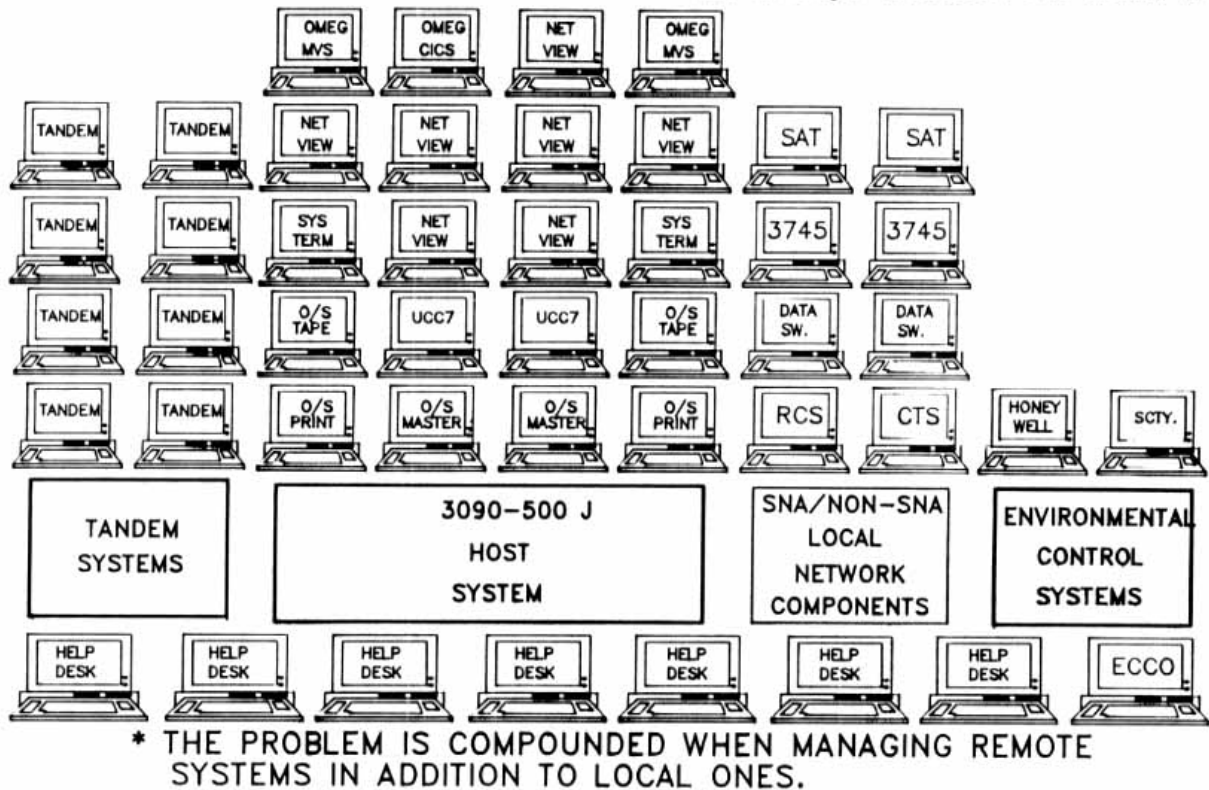 OMEG
MVS
OMEG
CICS
NET
VIEW
OMEG
MVS
TANDEM
TANDEM
NET
VIEW
NET
VIEW
NET
VIEW
NET
VIEW
SAT
SAT
TANDEM
TANDEM
SYS
TERM
NET
VIEW
NET
VIEW
SYS
TERM
3745
3745
TANDEM
TANDEM
O/S
TAPE
UCC7
UCC7
O/S
TAPE
DATA
SW.
DATA
SW.
TANDEM
TANDEM
O/S
PRINT
O/S
MASTER
O/S
MASTER
O/S
PRINT
RCS
CTS
HONEY
WELL
SCTY.
TANDEM
SYSTEMS
3090-500 J
HOST
SYSTEM
SNA/NON-SNA
LOCAL
NETWORK
COMPONENTS
ENVIRONMENTAL
CONTROL
SYSTEMS
HELP
DESK
HELP
DESK
HELP
DESK
HELP
DESK
HELP
DESK
HELP
DESK
HELP
DESK
ECCO
* THE PROBLEM IS COMPOUNDED WHEN MANAGING REMOTE
SYSTEMS IN ADDITION TO LOCAL ONES.